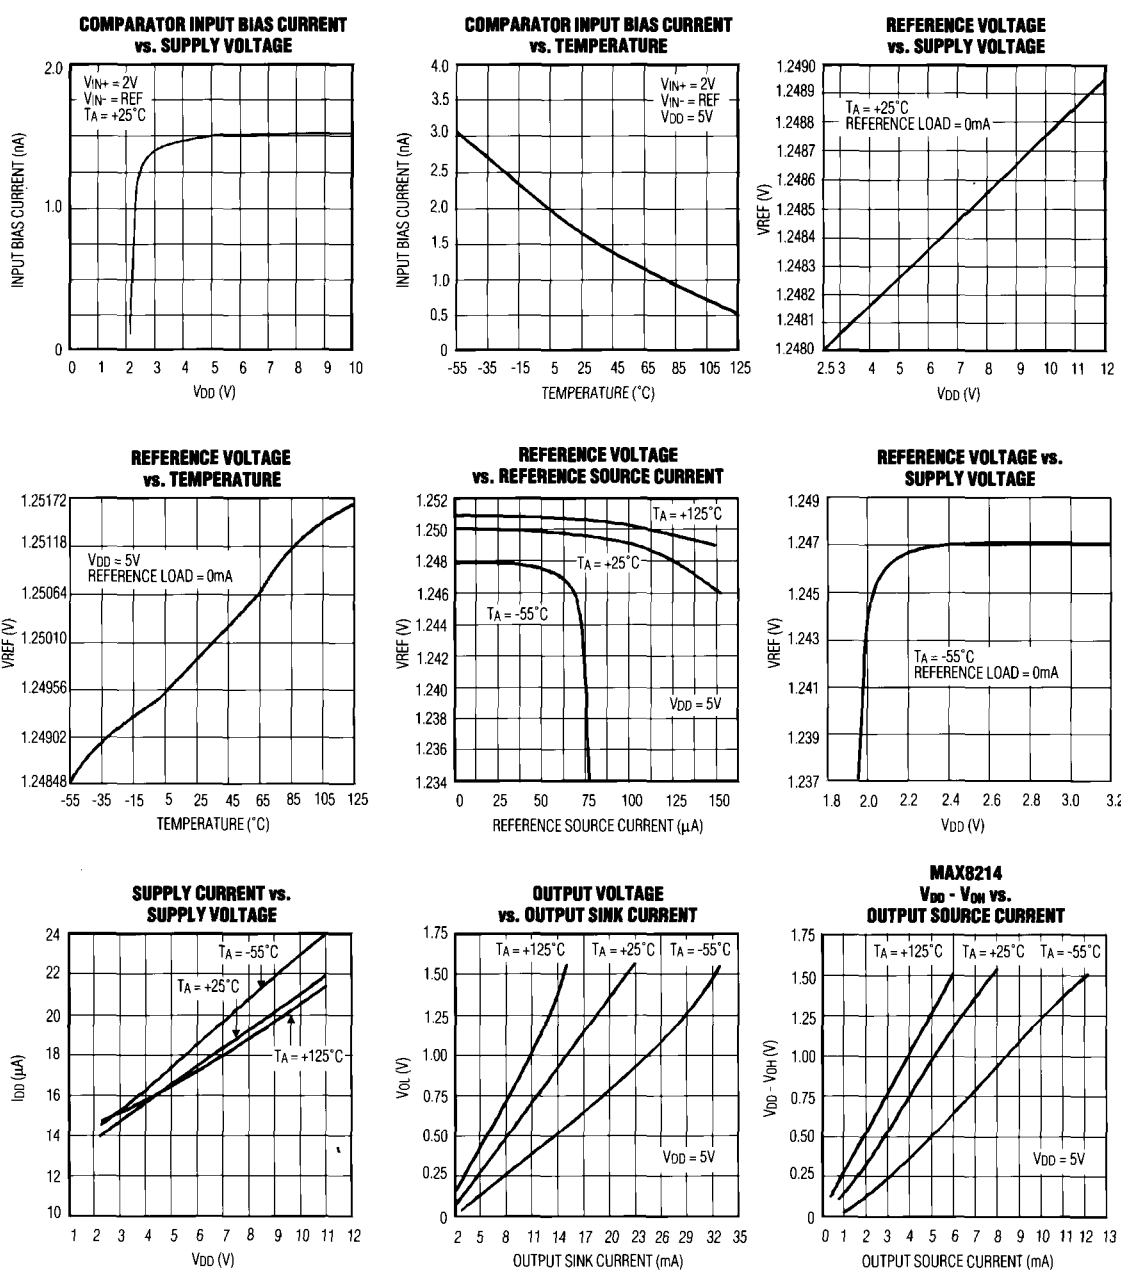 COMPARATOR INPUT BIAS CURRENT
vs. SUPPLY VOLTAGE
2.0
1.0
0
INPUT BIAS CURRENT (nA)
VIN+ = 2V
VIN- = REF
TA = +25°C
0 1 2 3 4 5 6 7 8 9 10
VDD (V)
COMPARATOR INPUT BIAS CURRENT
vs. TEMPERATURE
4.0
3.5
3.0
2.5
2.0
1.5
1.0
0.5
0
INPUT BIAS CURRENT (nA)
VIN+ = 2V
VIN- = REF
VDD = 5V
-55 -35 -15 5 25 45 65 85 105 125
TEMPERATURE (°C)
REFERENCE VOLTAGE
vs. SUPPLY VOLTAGE
1.2490
1.2489
1.2488
1.2487
1.2486
1.2485
1.2484
1.2483
1.2482
1.2481
1.2480
VREF (V)
TA = +25°C
REFERENCE LOAD = 0mA
2.5 3 4 5 6 7 8 9 10 11 12
VDD (V)
REFERENCE VOLTAGE
vs. TEMPERATURE
1.25172
1.25118
1.25064
1.25010
1.24956
1.24902
1.24848
VREF (V)
VDD = 5V
REFERENCE LOAD = 0mA
-55 -35 -15 5 25 45 65 85 105 125
TEMPERATURE (°C)
REFERENCE VOLTAGE
vs. REFERENCE SOURCE CURRENT
1.252
1.250
1.248
1.246
1.244
1.242
1.240
1.238
1.236
1.234
VREF (V)
TA = +125°C
TA = +25°C
TA = -55°C
VDD = 5V
0 25 50 75 100 125 150
REFERENCE SOURCE CURRENT (µA)
REFERENCE VOLTAGE vs.
SUPPLY VOLTAGE
1.249
1.247
1.245
1.243
1.241
1.239
1.237
VREF (V)
TA = -55°C
REFERENCE LOAD = 0mA
1.8 2.0 2.2 2.4 2.6 2.8 3.0 3.2
VDD (V)
SUPPLY CURRENT vs.
SUPPLY VOLTAGE
24
22
20
18
16
14
12
10
IDD (µA)
TA = -55°C
TA = +25°C
TA = +125°C
1 2 3 4 5 6 7 8 9 10 11 12
VDD (V)
OUTPUT VOLTAGE
vs. OUTPUT SINK CURRENT
1.75
1.50
1.25
1.00
0.75
0.50
0.25
0
VOL (V)
TA = +125°C
TA = +25°C
TA = -55°C
VDD = 5V
2 5 8 11 14 17 20 23 26 29 32 35
OUTPUT SINK CURRENT (mA)
MAX8214
VDD - VOH vs.
OUTPUT SOURCE CURRENT
1.75
1.50
1.25
1.00
0.75
0.50
0.25
0
VDD - VOH (V)
TA = +125°C
TA = +25°C
TA = -55°C
VDD = 5V
0 1 2 3 4 5 6 7 8 9 10 11 12 13
OUTPUT SOURCE CURRENT (mA)